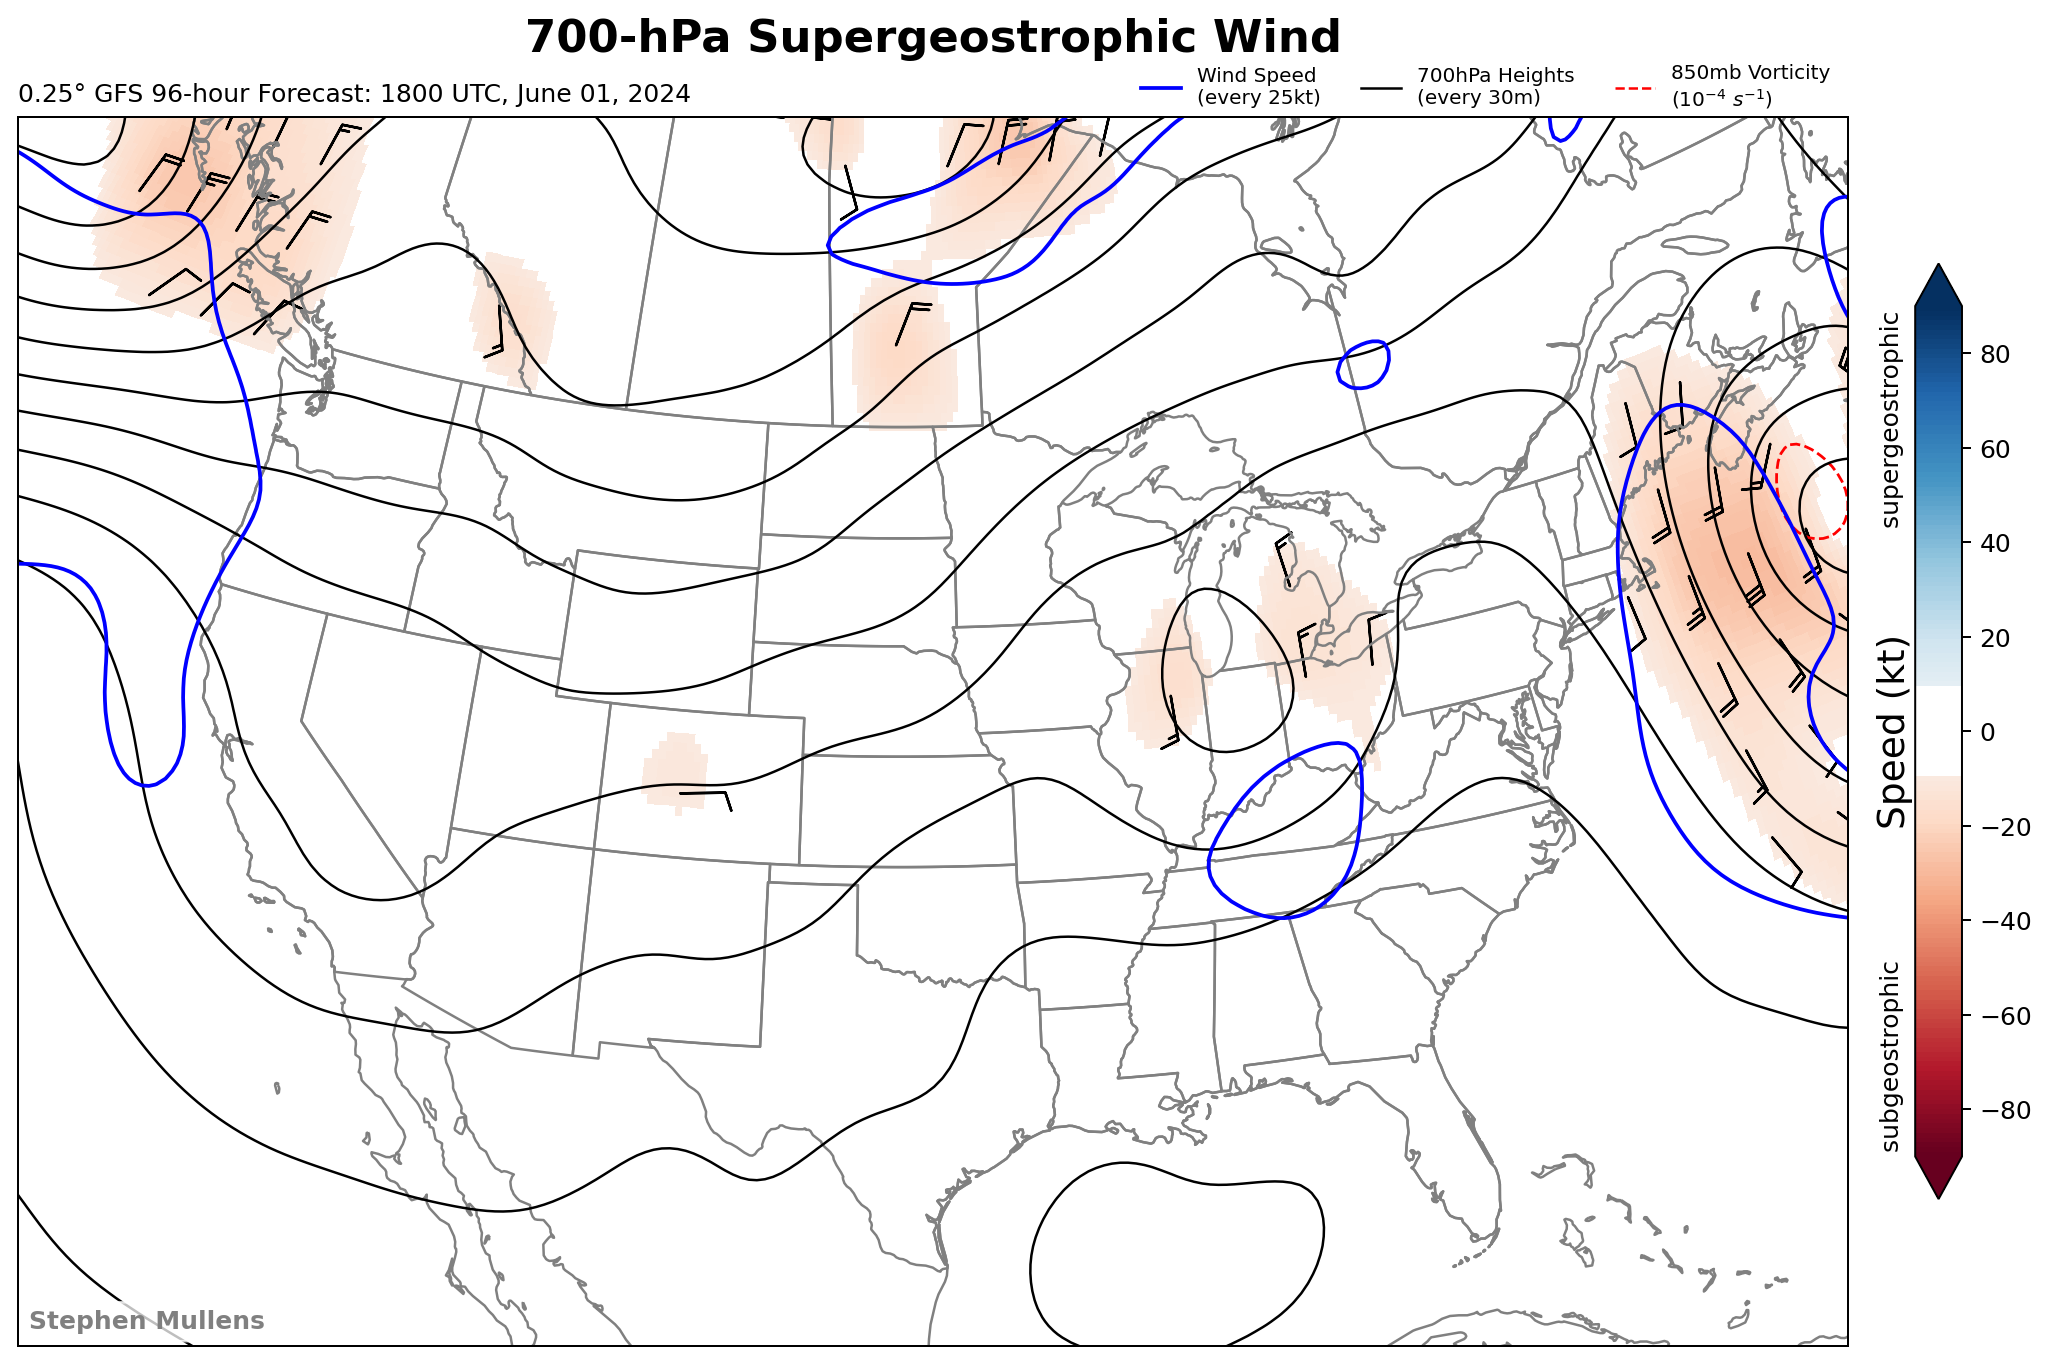 700-hPa Supergeostrophic Wind
0.25° GFS 96-hour Forecast: 1800 UTC, June 01, 2024
Wind Speed
(every 25kt)
700hPa Heights
(every 30m)
850mb Vorticity
(10⁻⁴ s⁻¹)
supergeostrophic
Speed (kt)
subgeostrophic
80
60
40
20
0
−20
−40
−60
−80
Stephen Mullens